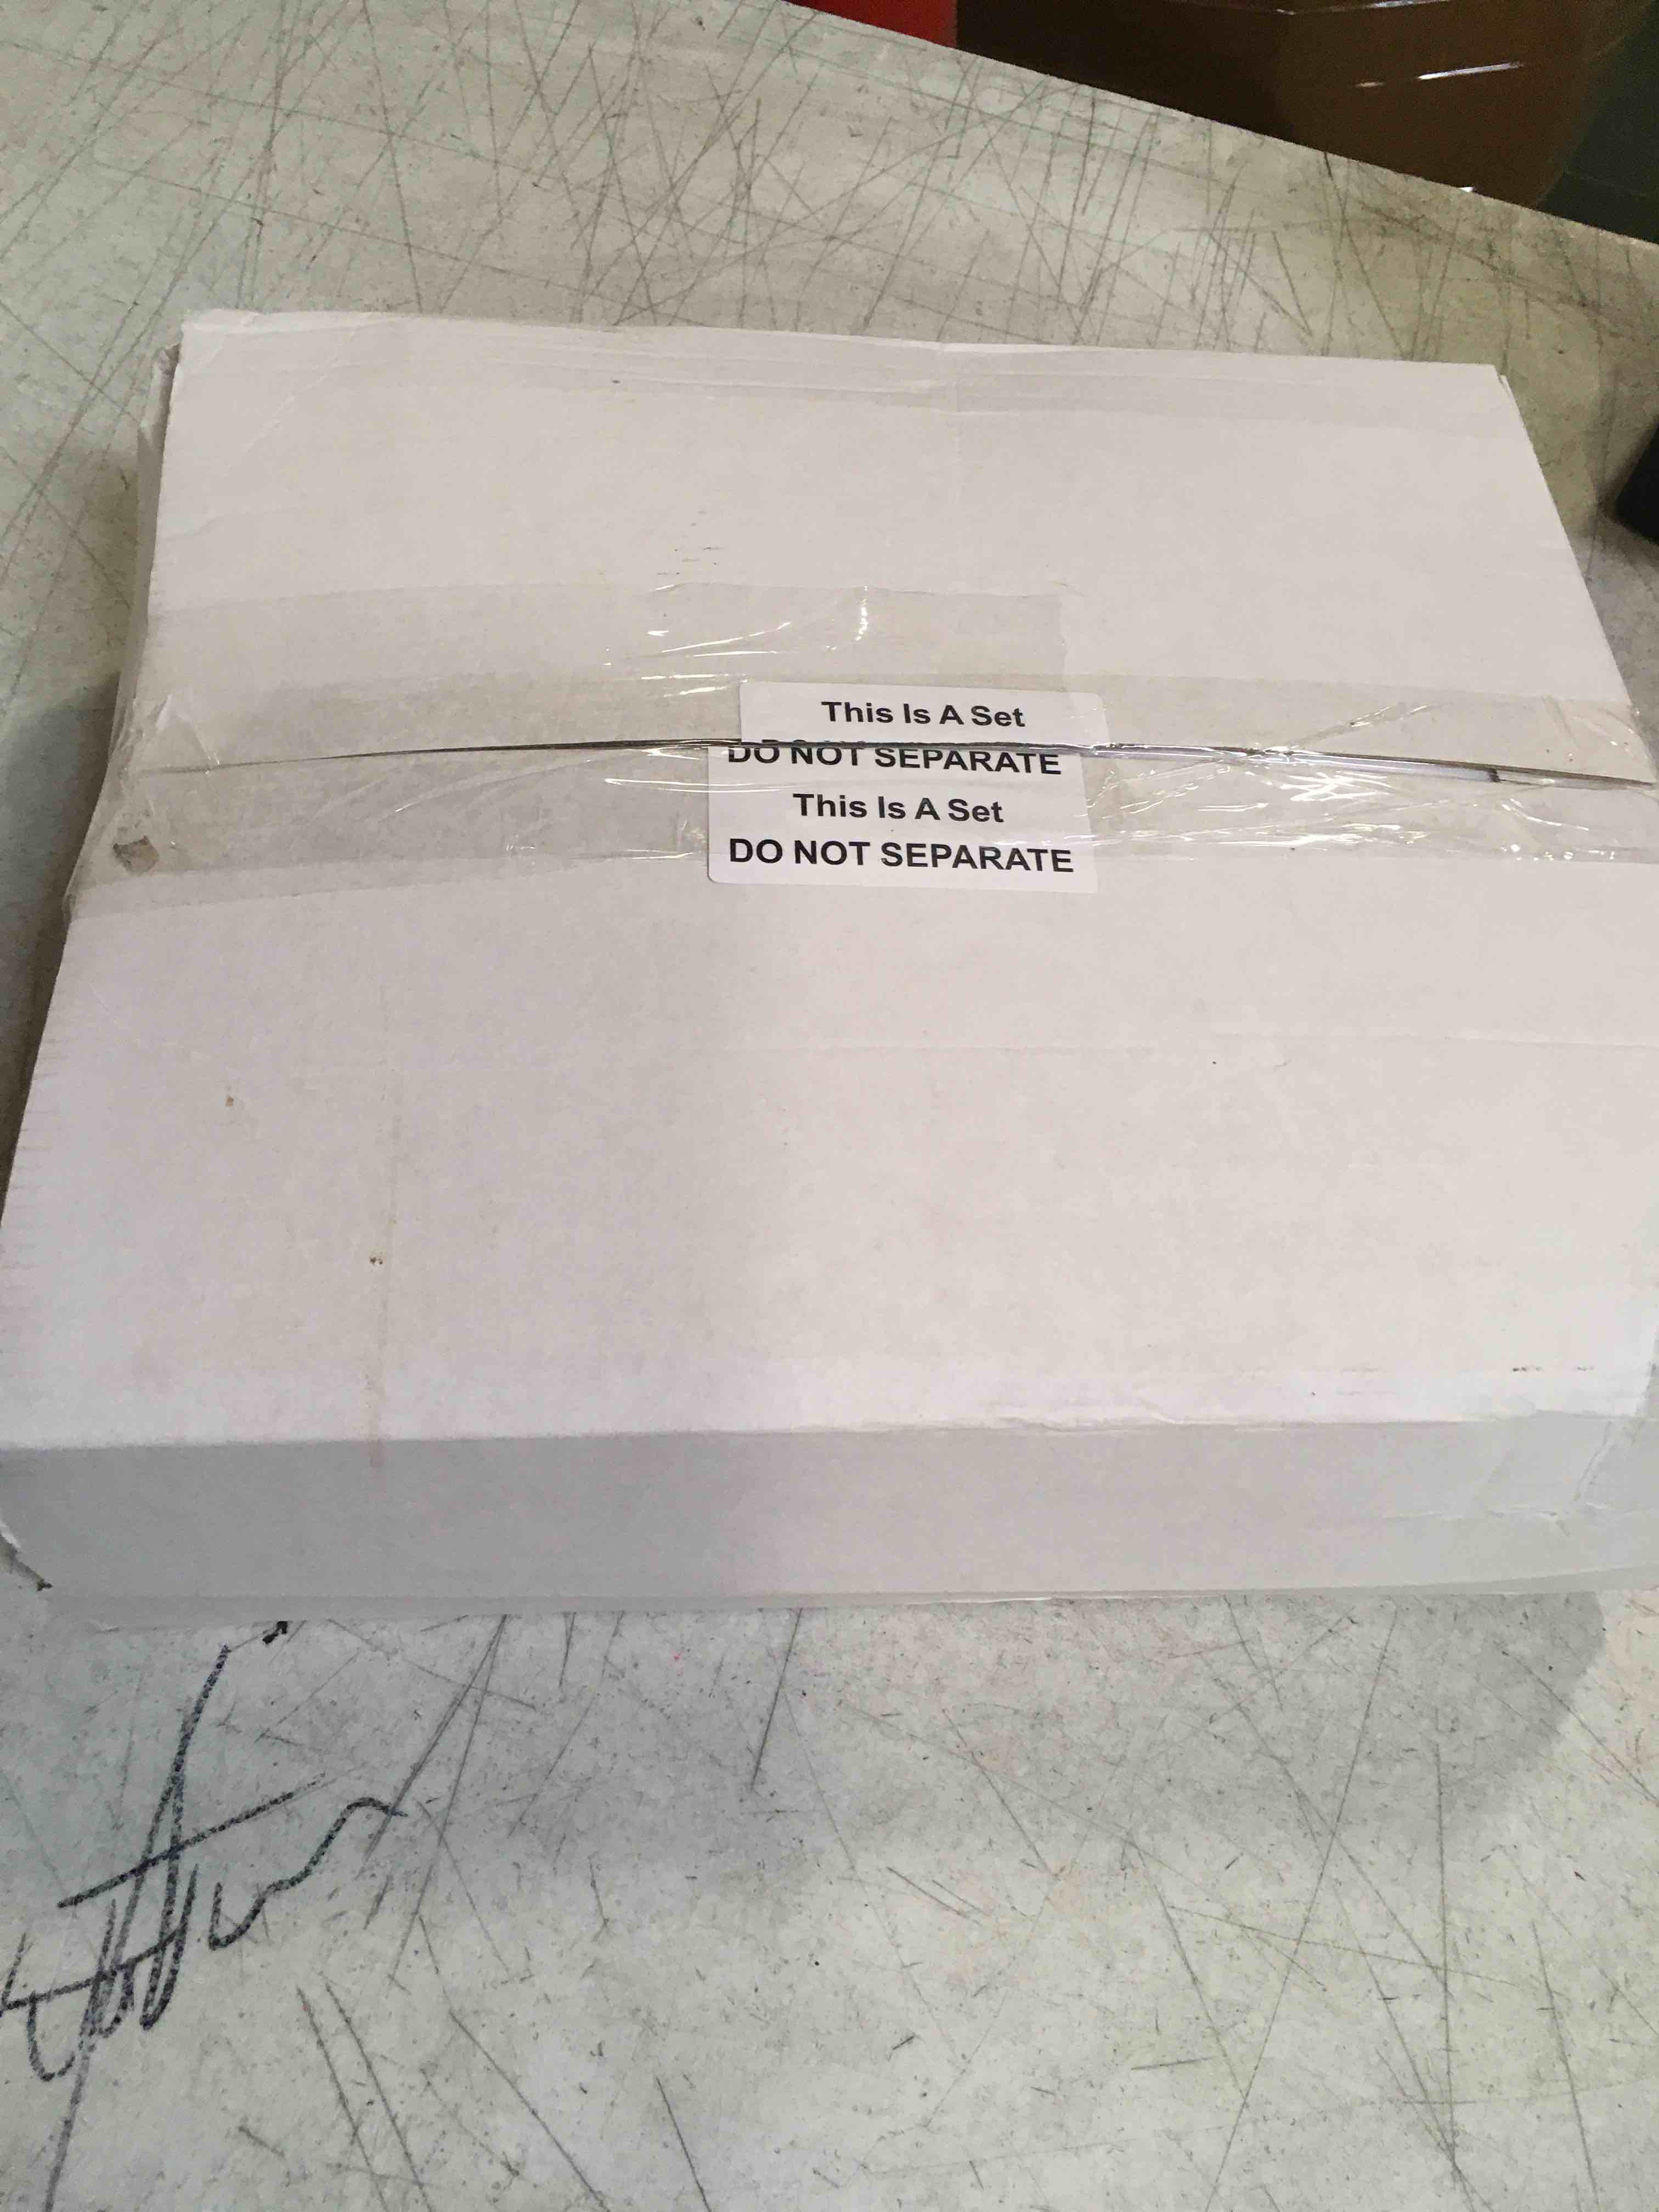 This Is A Set
DO NOT SEPARATE
This Is A Set
DO NOT SEPARATE